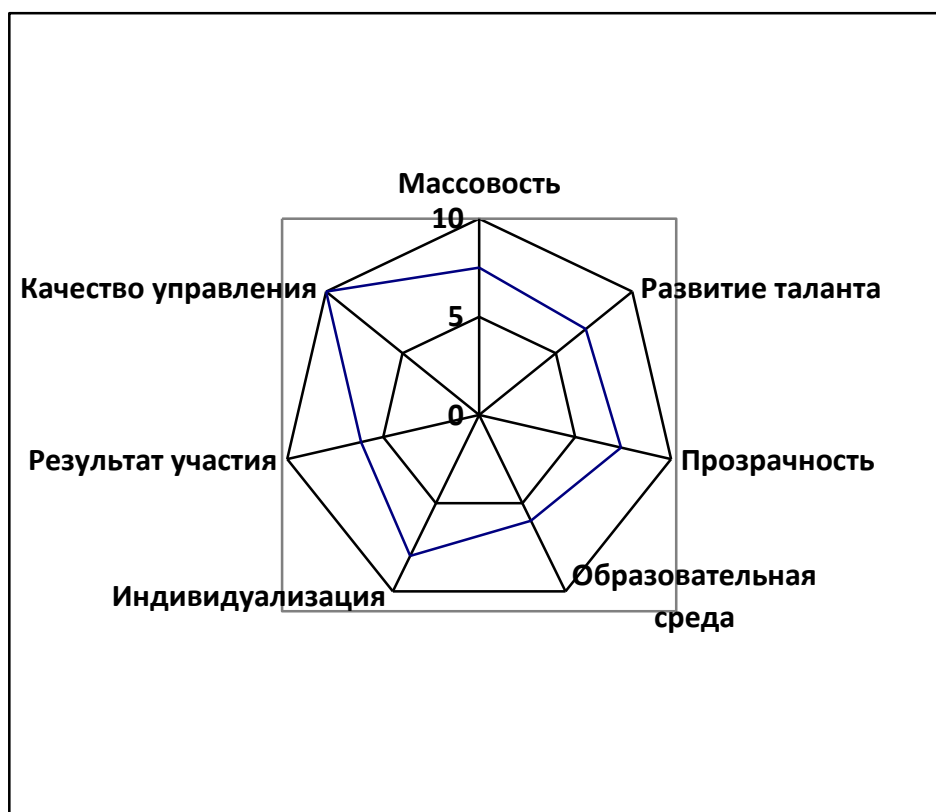 Массовость
10
Качество управления
Развитие таланта
5
0
Результат участия
Прозрачность
Образовательная
среда
Индивидуализация